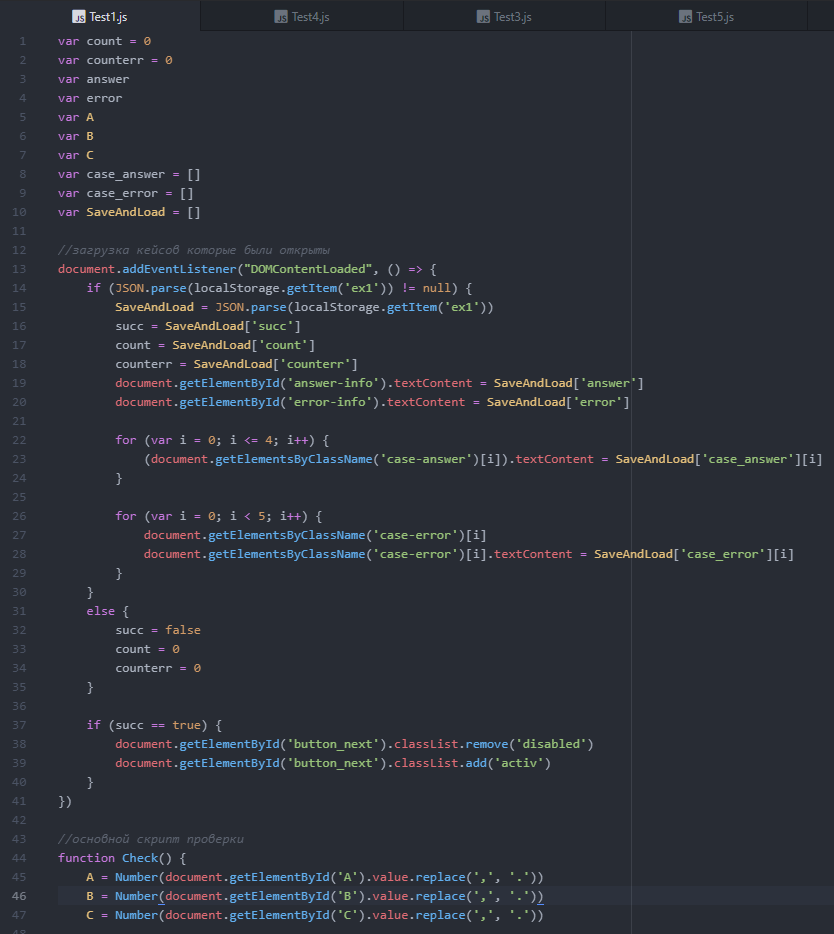 JS Test1.js JS Test4.js JS Test3.js JS Test5.js
1 var count = 0
2 var counterr = 0
3 var answer
4 var error
5 var A
6 var B
7 var C
8 var case_answer = []
9 var case_error = []
10 var SaveAndLoad = []
11
12 //загрузка кейсов которые были открыты
13 document.addEventListener("DOMContentLoaded", () => {
14 if (JSON.parse(localStorage.getItem('ex1')) != null) {
15 SaveAndLoad = JSON.parse(localStorage.getItem('ex1'))
16 succ = SaveAndLoad['succ']
17 count = SaveAndLoad['count']
18 counterr = SaveAndLoad['counterr']
19 document.getElementById('answer-info').textContent = SaveAndLoad['answer']
20 document.getElementById('error-info').textContent = SaveAndLoad['error']
21
22 for (var i = 0; i <= 4; i++) {
23 (document.getElementsByClassName('case-answer')[i]).textContent = SaveAndLoad['case_answer'][i]
24 }
25
26 for (var i = 0; i < 5; i++) {
27 document.getElementsByClassName('case-error')[i]
28 document.getElementsByClassName('case-error')[i].textContent = SaveAndLoad['case_error'][i]
29 }
30 }
31 else {
32 succ = false
33 count = 0
34 counterr = 0
35 }
36
37 if (succ == true) {
38 document.getElementById('button_next').classList.remove('disabled')
39 document.getElementById('button_next').classList.add('activ')
40 }
41 })
42
43 //основной скрипт проверки
44 function Check() {
45 A = Number(document.getElementById('A').value.replace(',', '.'))
46 B = Number(document.getElementById('B').value.replace(',', '.'))
47 C = Number(document.getElementById('C').value.replace(',', '.'))